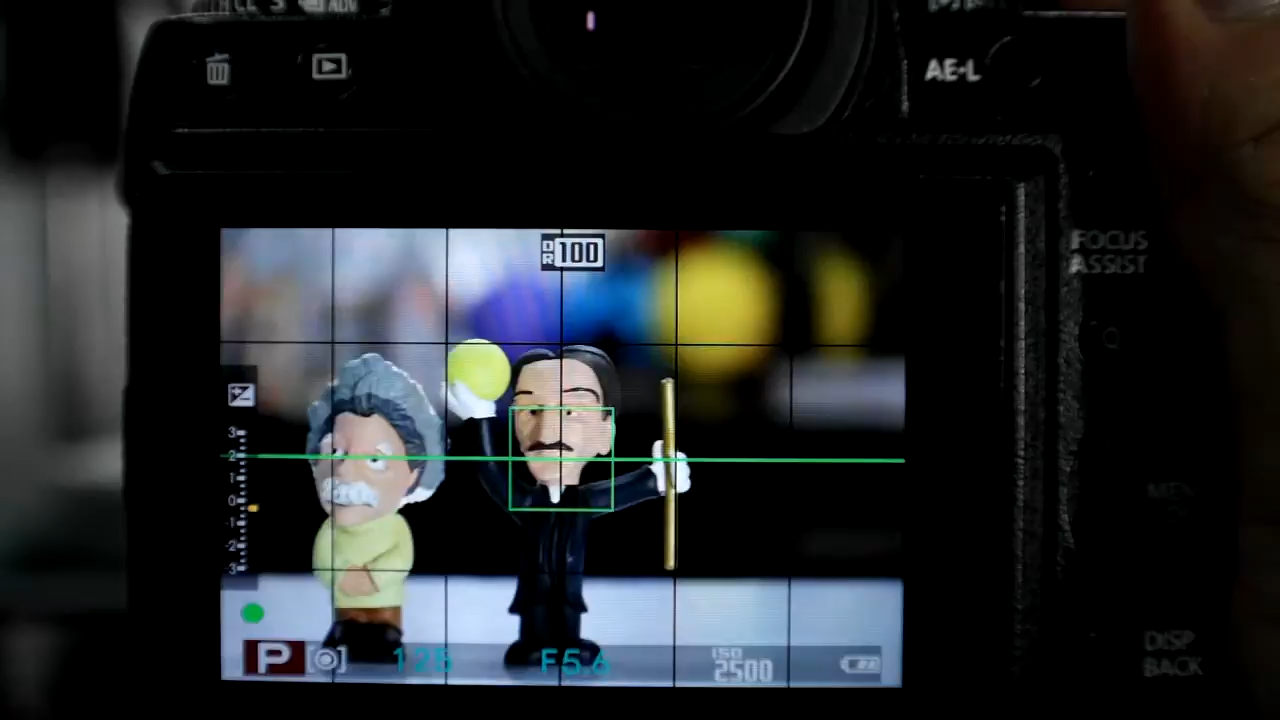 ADV
AE-L
FOCUS
ASSIST
DR 100
3
2
1
0
-1
-2
-3
P
125
F5.6
ISO
2500
DISP
BACK